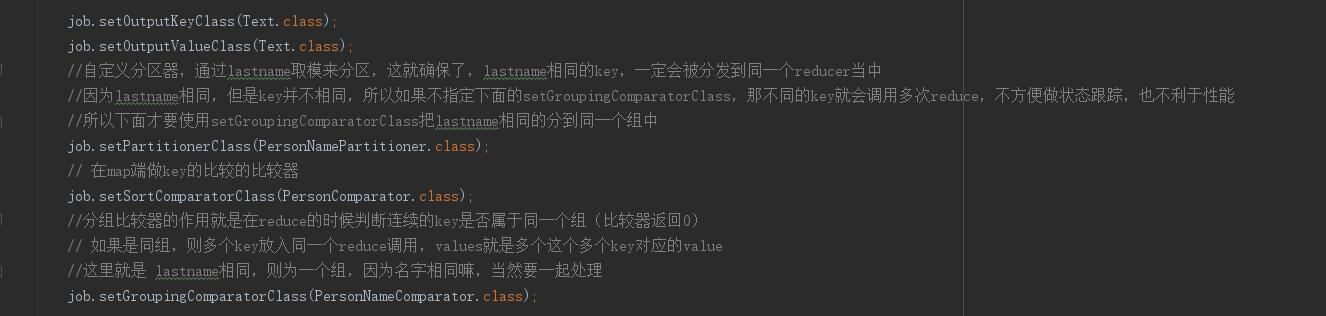 job.setOutputKeyClass(Text.class);
job.setOutputValueClass(Text.class);
//自定义分区器，通过lastname取模来分区，这就确保了，lastname相同的key，一定会被分发到同一个reducer当中
//因为lastname相同，但是key并不相同，所以如果不指定下面的setGroupingComparatorClass，那不同的key就会调用多次reduce，不方便做状态跟踪，也不利于性能
//所以下面才要使用setGroupingComparatorClass把lastname相同的分到同一个组中
job.setPartitionerClass(PersonNamePartitioner.class);
// 在map端做key的比较的比较器
job.setSortComparatorClass(PersonComparator.class);
//分组比较器的作用就是在reduce的时候判断连续的key是否属于同一个组（比较器返回0）
// 如果是同组，则多个key放入同一个reduce调用，values就是多个这个多个key对应的value
//这里就是 lastname相同，则为一个组，因为名字相同嘛，当然要一起处理
job.setGroupingComparatorClass(PersonNameComparator.class);